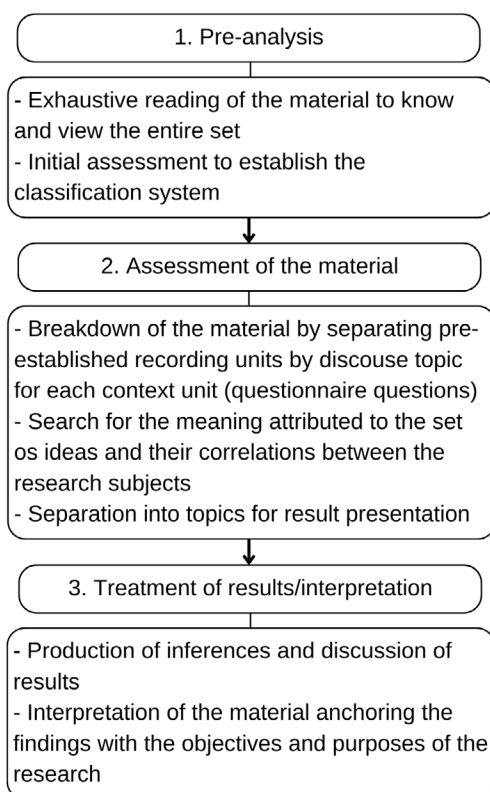 1. Pre-analysis
- Exhaustive reading of the material to know
and view the entire set
- Initial assessment to establish the
classification system
2. Assessment of the material
- Breakdown of the material by separating pre-
established recording units by discouse topic
for each context unit (questionnaire questions)
- Search for the meaning attributed to the set
os ideas and their correlations between the
research subjects
- Separation into topics for result presentation
3. Treatment of results/interpretation
- Production of inferences and discussion of
results
- Interpretation of the material anchoring the
findings with the objectives and purposes of the
research